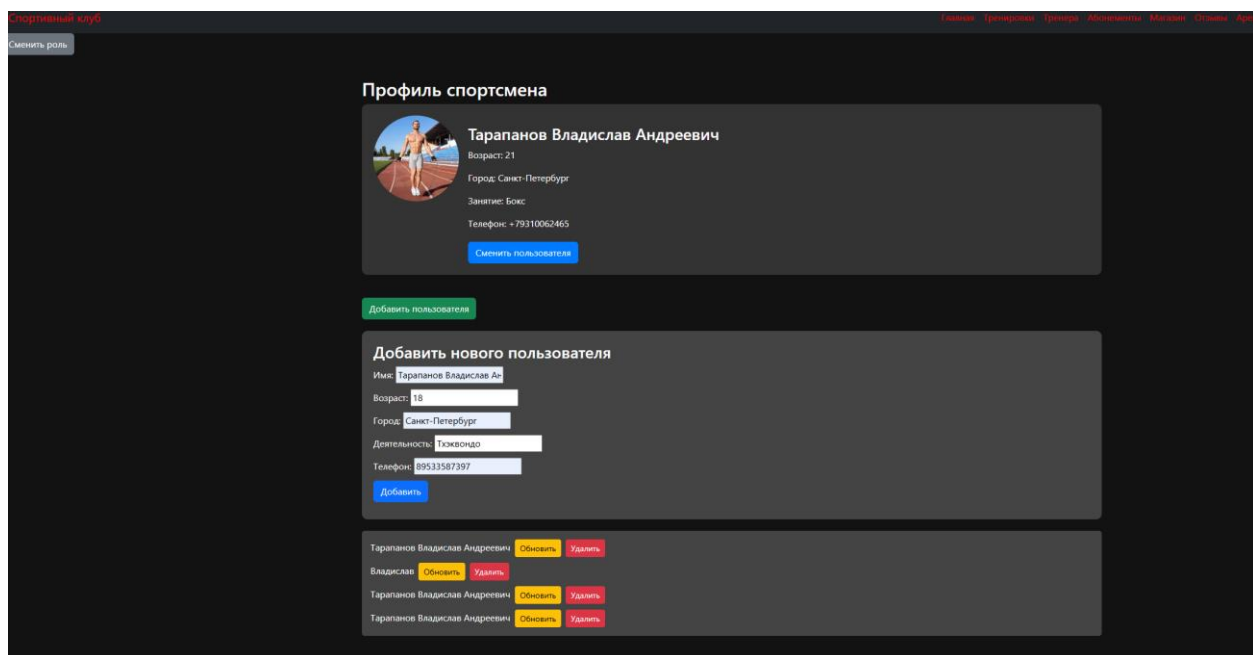 Спортивный клуб
Главная Тренировки Тренера Абонементы Магазин Отзывы
Сменить роль
Профиль спортсмена
Тарапанов Владислав Андреевич
Возраст: 21
Город: Санкт-Петербург
Занятие: Бокс
Телефон: +79310062465
Сменить пользователя
Добавить пользователя
Добавить нового пользователя
Имя: Тарапанов Владислав Ан
Возраст: 18
Город: Санкт-Петербург
Деятельность: Тхэквондо
Телефон: 89533587397
Добавить
Тарапанов Владислав Андреевич Обновить Удалить
Владислав Обновить Удалить
Тарапанов Владислав Андреевич Обновить Удалить
Тарапанов Владислав Андреевич Обновить Удалить